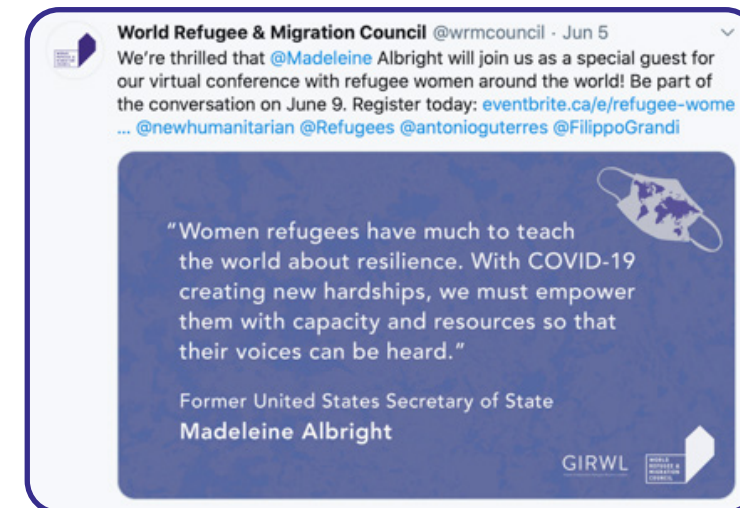 World Refugee & Migration Council @wrmcouncil · Jun 5
We're thrilled that @Madeleine Albright will join us as a special guest for
our virtual conference with refugee women around the world! Be part of
the conversation on June 9. Register today: eventbrite.ca/e/refugee-wome
... @newhumanitarian @Refugees @antonioguterres @FilippoGrandi
"Women refugees have much to teach
the world about resilience. With COVID-19
creating new hardships, we must empower
them with capacity and resources so that
their voices can be heard."
Former United States Secretary of State
Madeleine Albright
GIRWL
WORLD
REFUGEE &
MIGRATION
COUNCIL